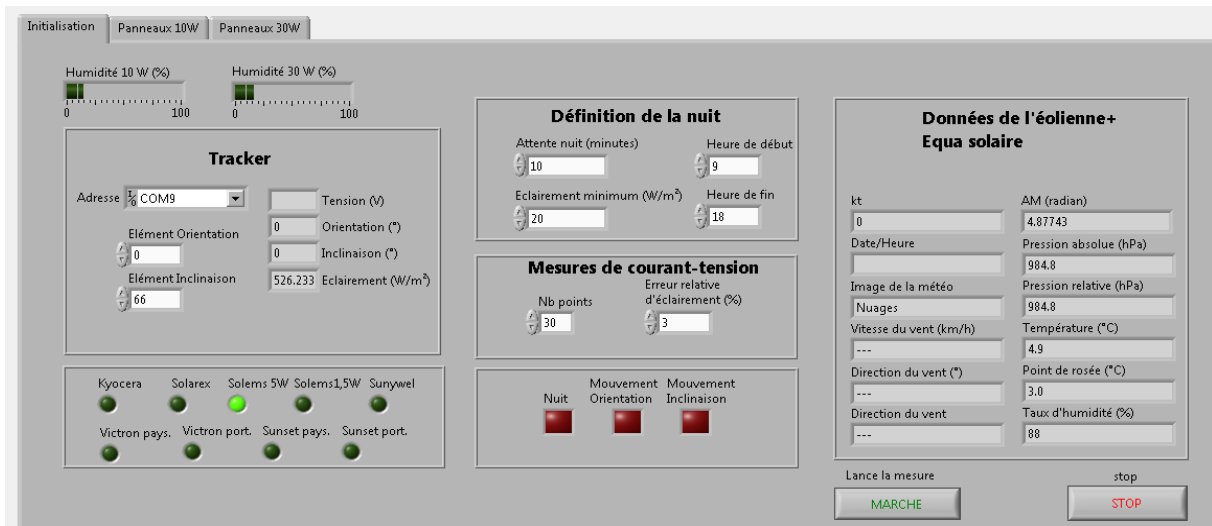 Initialisation
Panneaux 10W
Panneaux 30W
Humidité 10 W (%)
0
100
Humidité 30 W (%)
0
100
Tracker
Adresse
COM9
Elément Orientation
0
Elément Inclinaison
66
Tension (V)
0
Orientation (°)
0
Inclinaison (°)
526.233
Eclairement (W/m²)
Kyocera
Solarex
Solems 5W
Solems1,5W
Sunywel
Victron pays.
Victron port.
Sunset pays.
Sunset port.
Définition de la nuit
Attente nuit (minutes)
10
Heure de début
9
Eclairement minimum (W/m²)
20
Heure de fin
18
Mesures de courant-tension
Nb points
30
Erreur relative
d'éclairement (%)
3
Nuit
Mouvement
Orientation
Mouvement
Inclinaison
Données de l'éolienne+
Equa solaire
kt
0
Date/Heure
Image de la météo
Nuages
Vitesse du vent (km/h)
---
Direction du vent (°)
---
Direction du vent
---
AM (radian)
4.87743
Pression absolue (hPa)
984.8
Pression relative (hPa)
984.8
Température (°C)
4.9
Point de rosée (°C)
3.0
Taux d'humidité (%)
88
Lance la mesure
MARCHE
stop
STOP